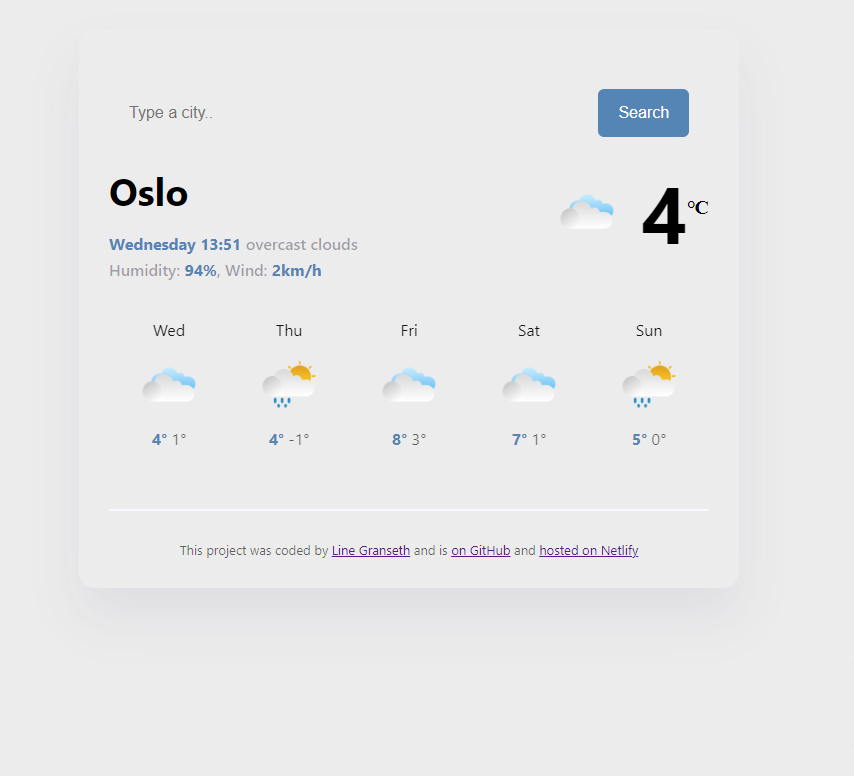 Type a city..
Search
Oslo
4°C
Wednesday 13:51 overcast clouds
Humidity: 94%, Wind: 2km/h
Wed Thu Fri Sat Sun
4° 1° 4° -1° 8° 3° 7° 1° 5° 0°
This project was coded by Line Granseth and is on GitHub and hosted on Netlify